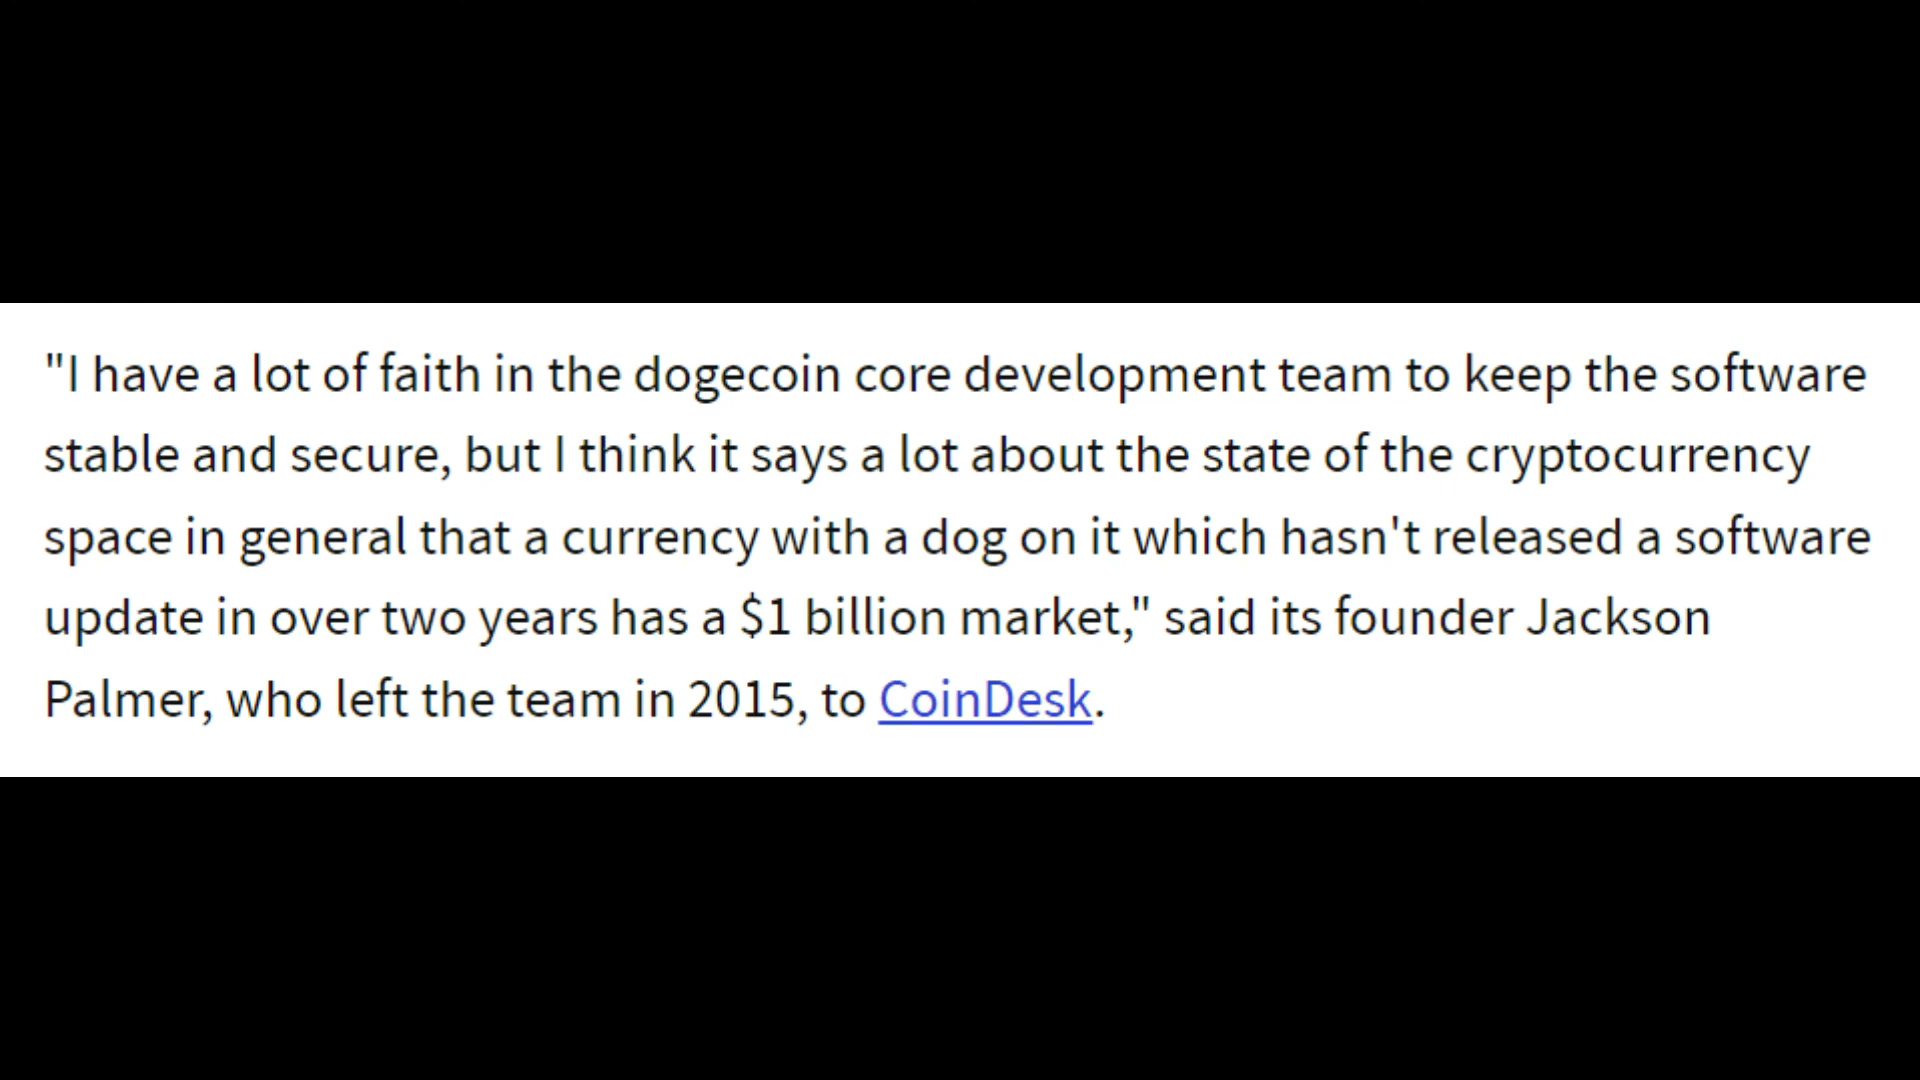 "I have a lot of faith in the dogecoin core development team to keep the software
stable and secure, but I think it says a lot about the state of the cryptocurrency
space in general that a currency with a dog on it which hasn't released a software
update in over two years has a $1 billion market," said its founder Jackson
Palmer, who left the team in 2015, to CoinDesk.